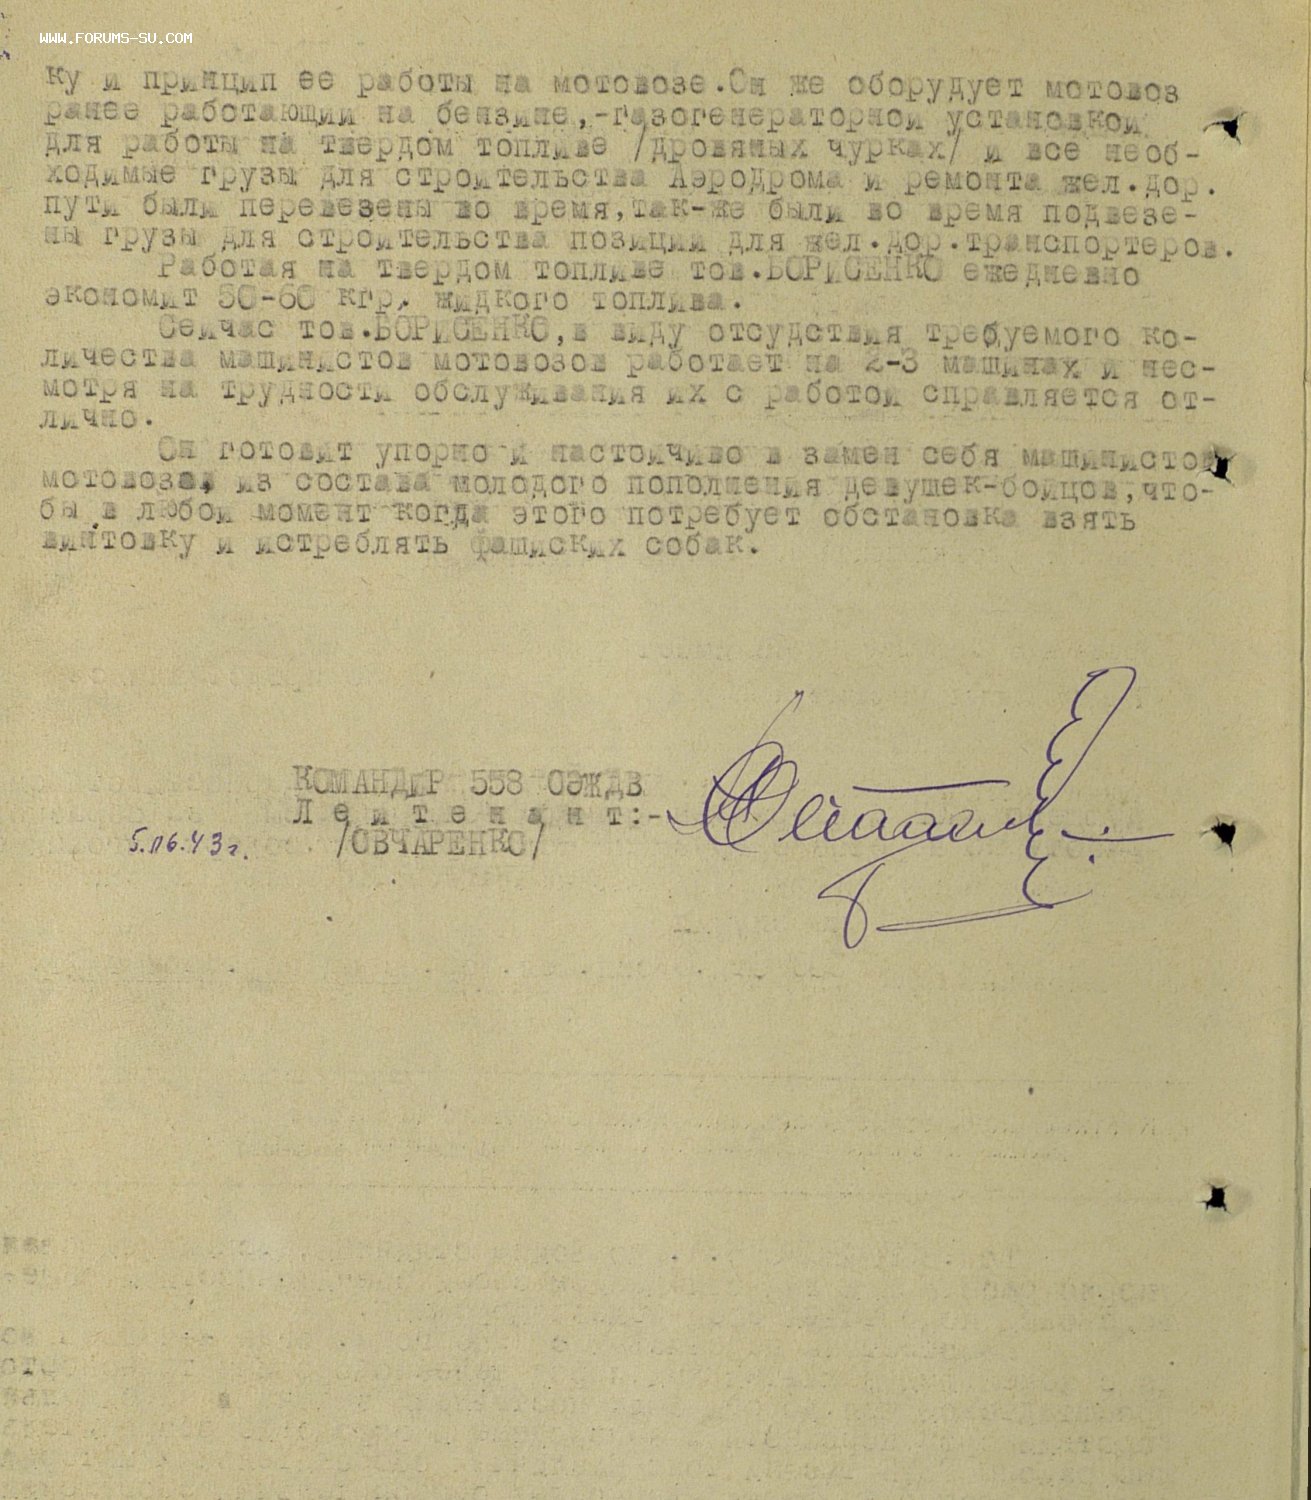 WWW.FORUMS-SU.COM
ку и принцип ее работы на мотовозе.Он же оборудует мотовоз
ранее работающий на бензине,-газогенераторной установкой
для работы на твердом топливе /дровяных чурках/ и все необ-
ходимые грузы для строительства Аэродрома и ремонта жел.дор.
пути были перевезены во время,так-же были во время подвезе-
ны грузы для строительства позиций для жел.дор.транспортеров.
Работая на твердом топливе тов.БОРИСЕНКО ежедневно
экономит 50-60 кгр. жидкого топлива.
Сейчас тов.БОРИСЕНКО,в виду отсудствия требуемого ко-
личества машинистов мотовозов работает на 2-3 машинах и нес-
мотря на трудности обслуживания их с работой справляется от-
лично.
Он готовит упорно и настойчиво в замен себя машинистов
мотовоза, из состава молодого пополнения девушек-бойцов,что-
бы в любой момент когда этого потребует обстановка взять
винтовку и истреблять фашиских собак.
КОМАНДИР 558 ОЭЖДВ
Лейтенант:-
5.06.43г.
/ОВЧАРЕНКО/